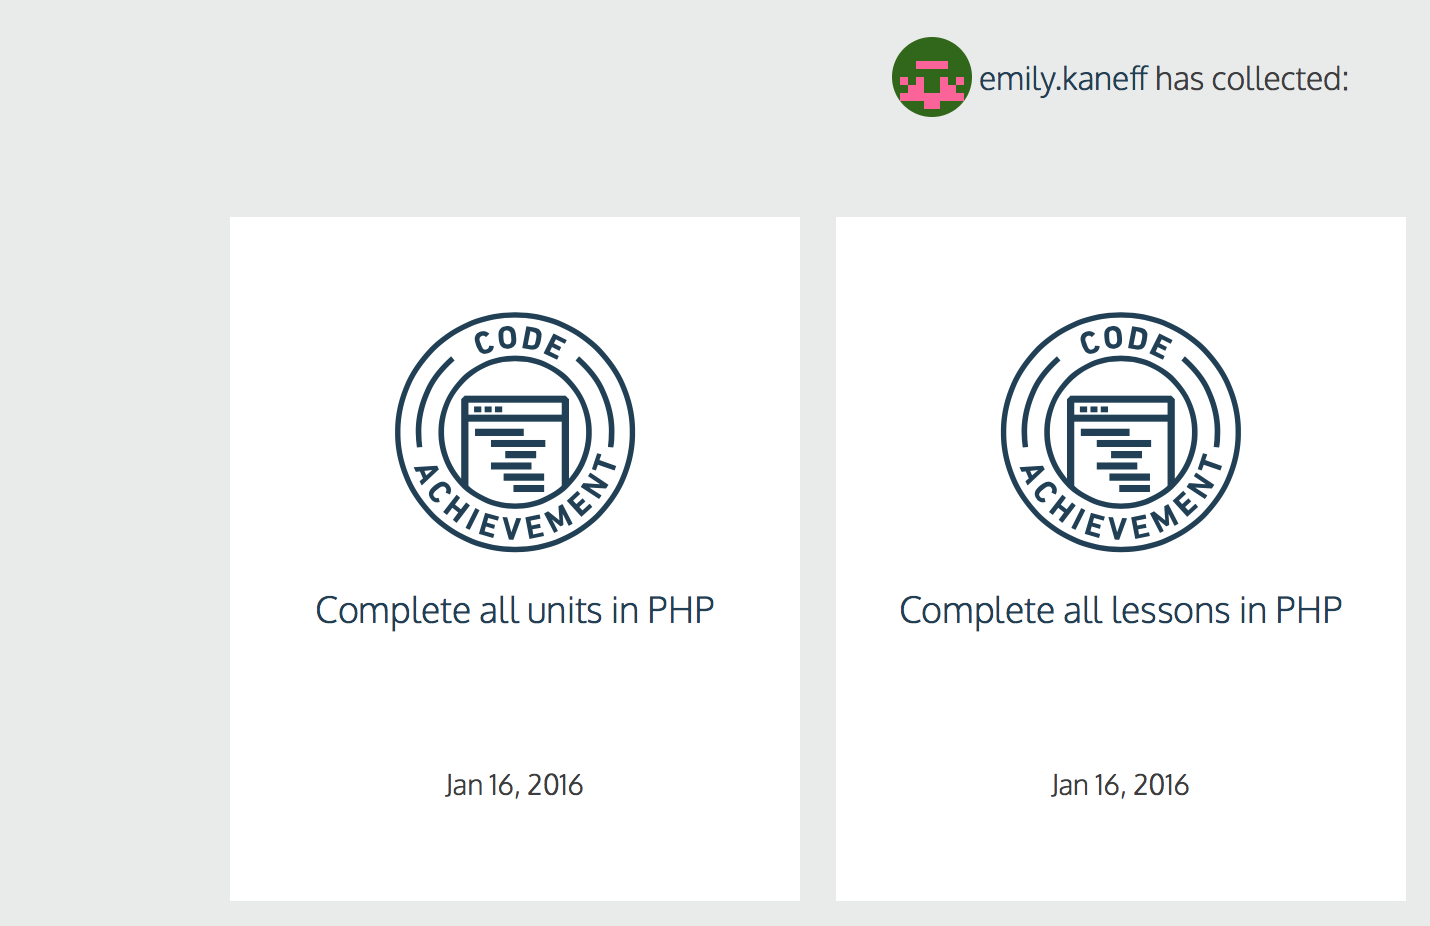 emily.kaneff has collected:
CODE
ACHIEVEMENT
Complete all units in PHP
Jan 16, 2016
CODE
ACHIEVEMENT
Complete all lessons in PHP
Jan 16, 2016